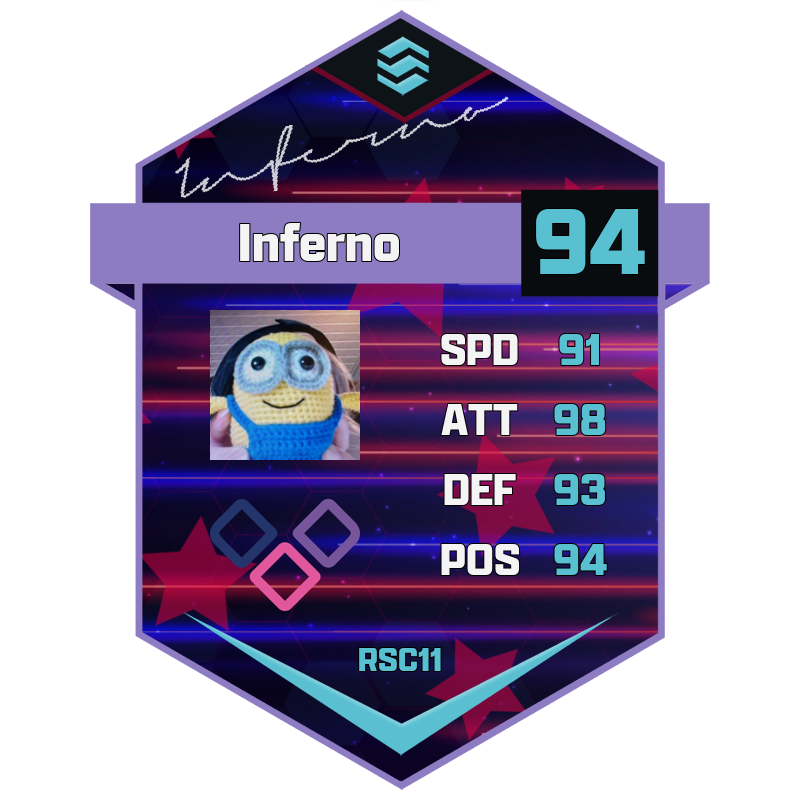 Inferno
Inferno 94
SPD 91
ATT 98
DEF 93
POS 94
RSC11